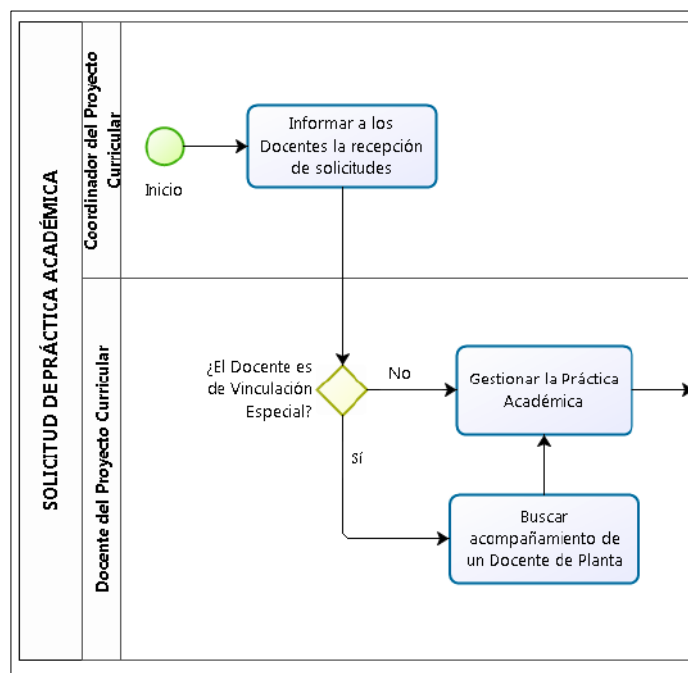 SOLICITUD DE PRÁCTICA ACADÉMICA
Coordinador del Proyecto
Curricular
Inicio
Informar a los
Docentes la recepción
de solicitudes
Docente del Proyecto Curricular
¿El Docente es
de Vinculación
Especial?
No
Sí
Gestionar la Práctica
Académica
Buscar
acompañamiento de
un Docente de Planta